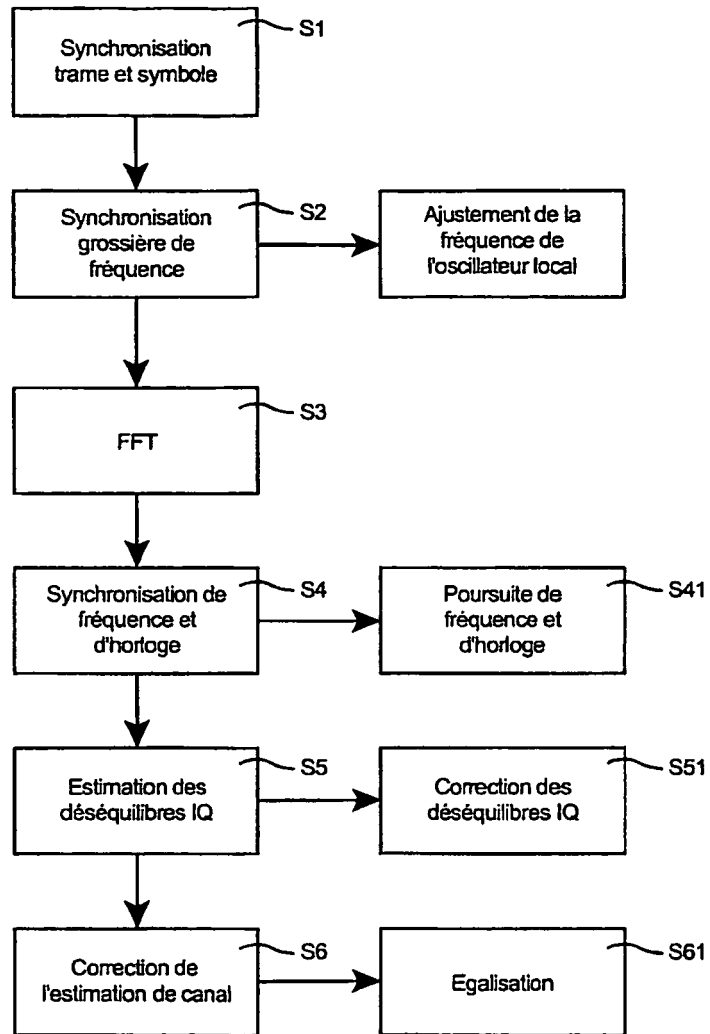 Synchronisation
trame et symbole
S1
Synchronisation
grossière de
fréquence
S2
Ajustement de la
fréquence de
l'oscillateur local
FFT
S3
Synchronisation de
fréquence et
d'horloge
S4
Poursuite de
fréquence et
d'horloge
S41
Estimation des
déséquilibres IQ
S5
Correction des
déséquilibres IQ
S51
Correction de
l'estimation de canal
S6
Egalisation
S61